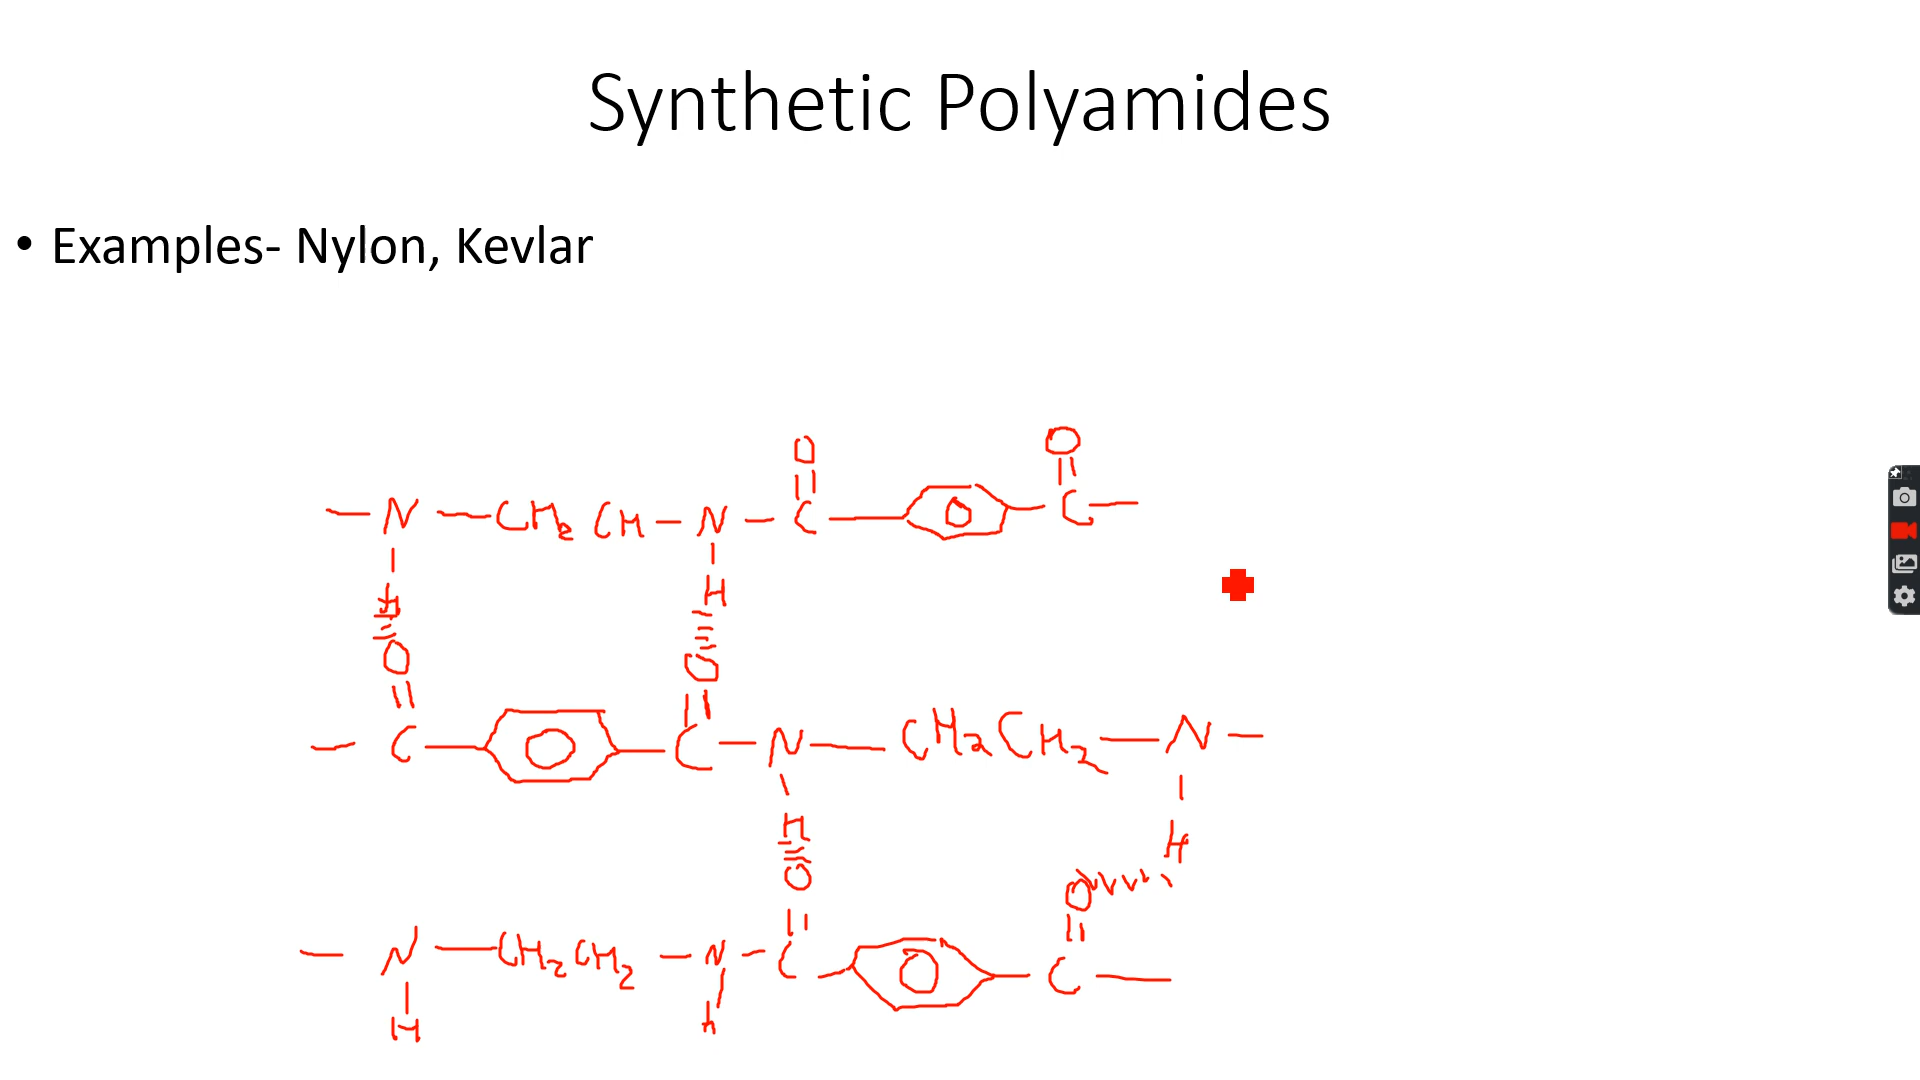 Synthetic Polyamides
• Examples- Nylon, Kevlar
O O
— N — CH₂ CH — N — C — O — C —
H H
O O
— C — O — C — N — CH₂CH₂ — N —
H H
O O
— N — CH₂CH₂ — N — C — O — C —
H H